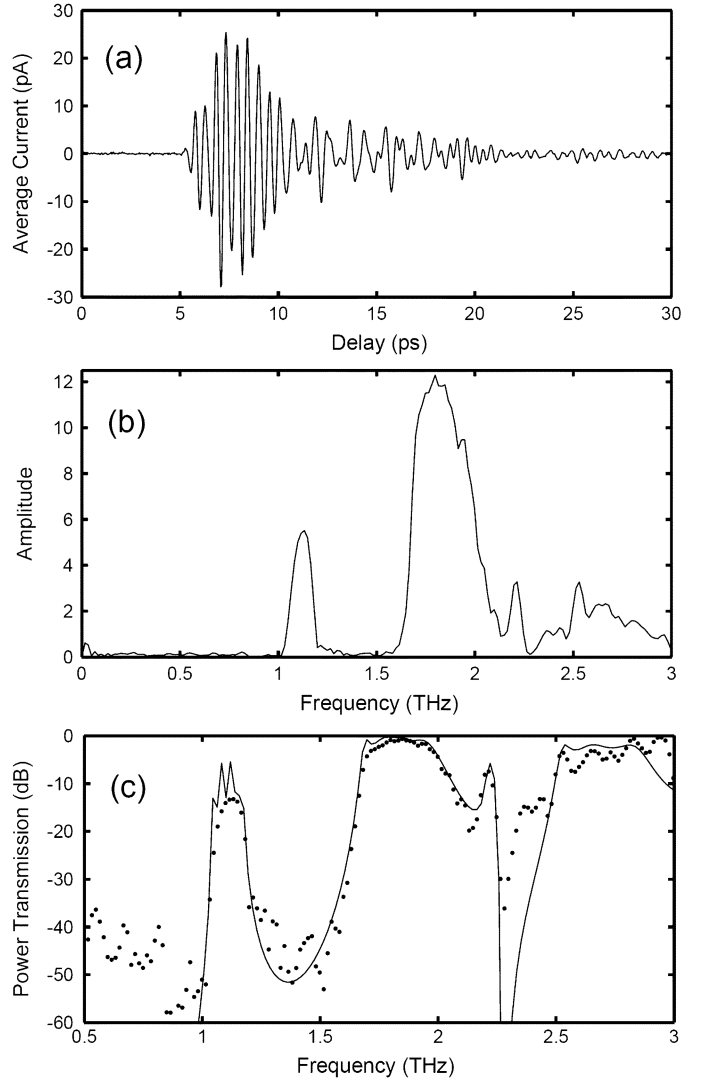 30
20
10
0
-10
-20
-30
Average Current (pA)
(a)
0 5 10 15 20 25 30
Delay (ps)
12
10
8
6
4
2
0
Amplitude
(b)
0 0.5 1 1.5 2 2.5 3
Frequency (THz)
0
-10
-20
-30
-40
-50
-60
Power Transmission (dB)
(c)
0.5 1 1.5 2 2.5 3
Frequency (THz)